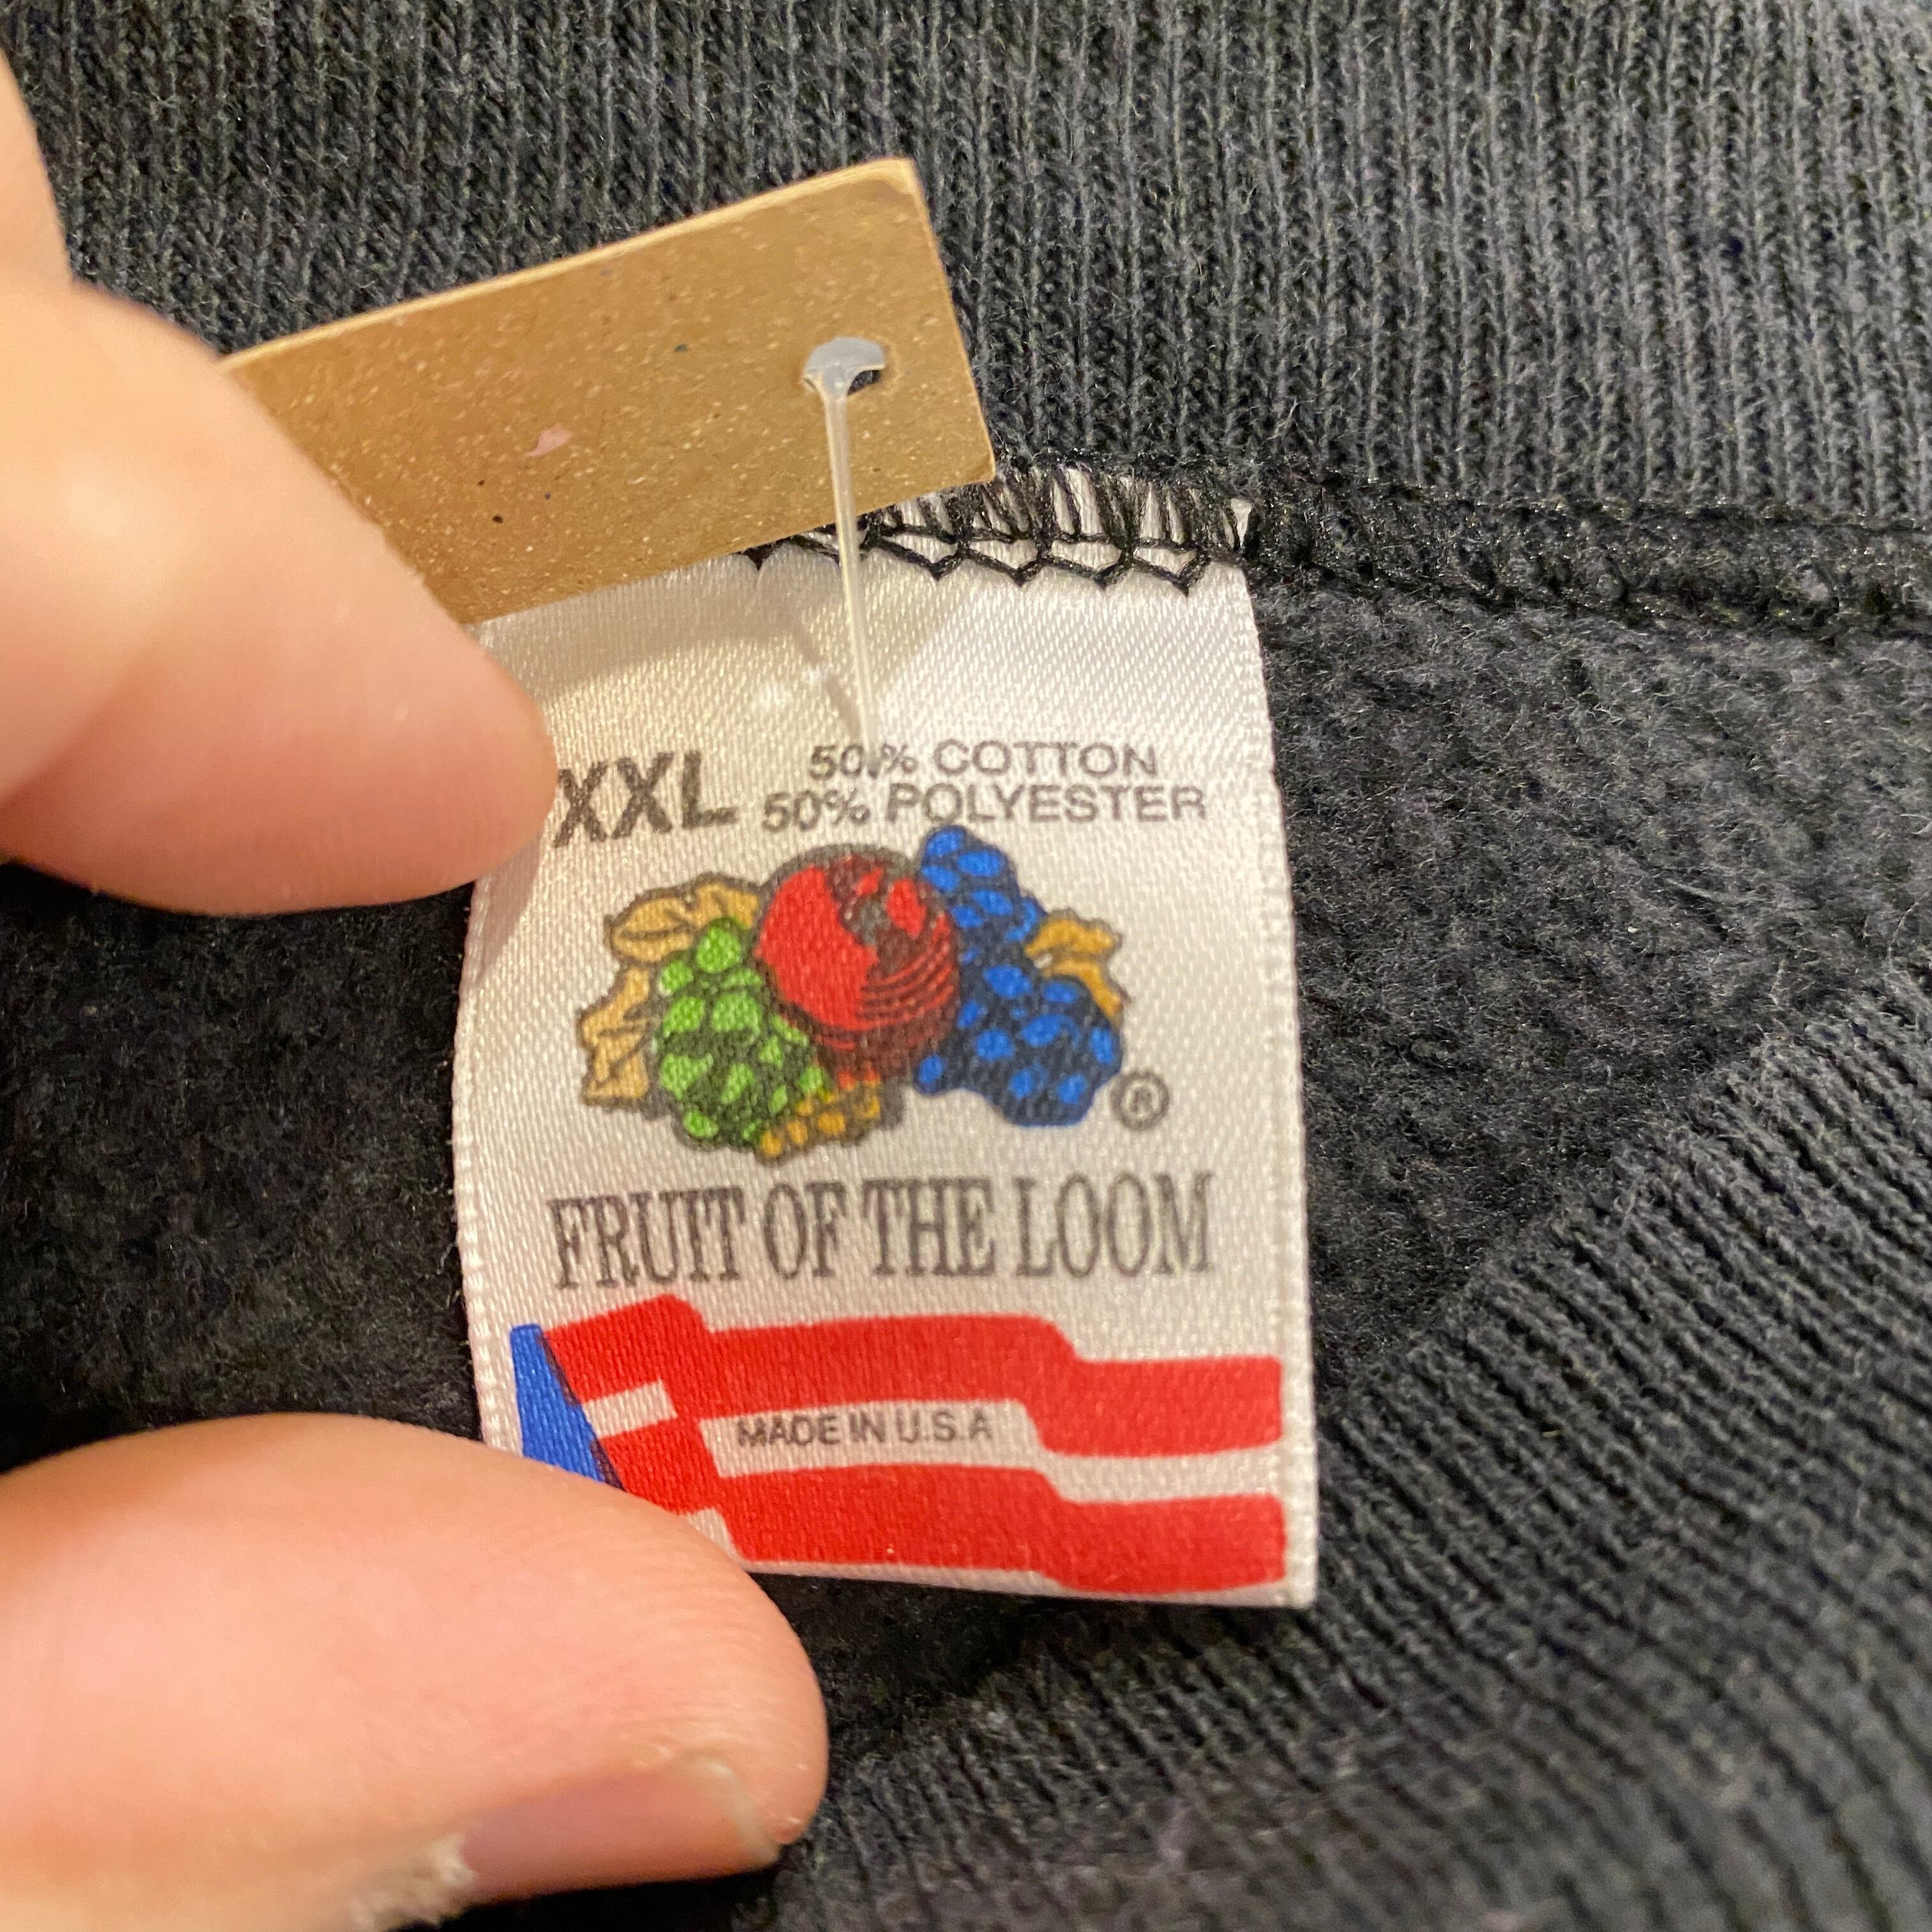 XXL 50% COTTON
50% POLYESTER
®
FRUIT OF THE LOOM
MADE IN U.S.A